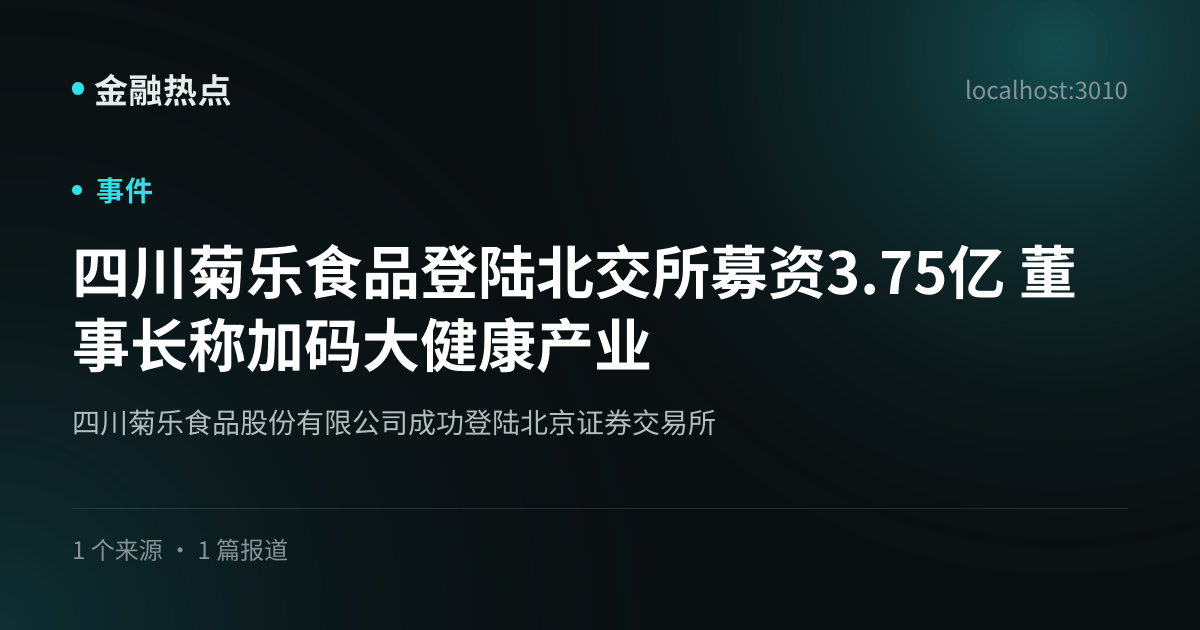 金融热点
localhost:3010
事件
四川菊乐食品登陆北交所募资3.75亿 董
事长称加码大健康产业
四川菊乐食品股份有限公司成功登陆北京证券交易所
1 个来源 · 1 篇报道